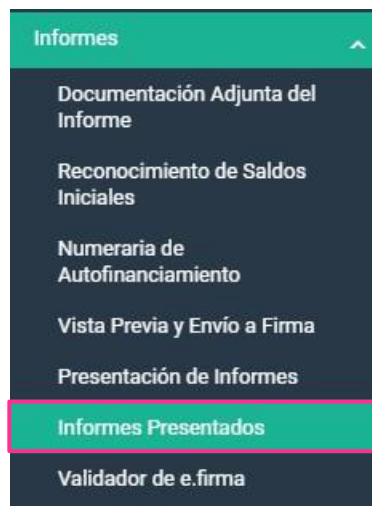 Informes
Documentación Adjunta del
Informe
Reconocimiento de Saldos
Iniciales
Numeraria de
Autofinanciamiento
Vista Previa y Envío a Firma
Presentación de Informes
Informes Presentados
Validador de e.firma